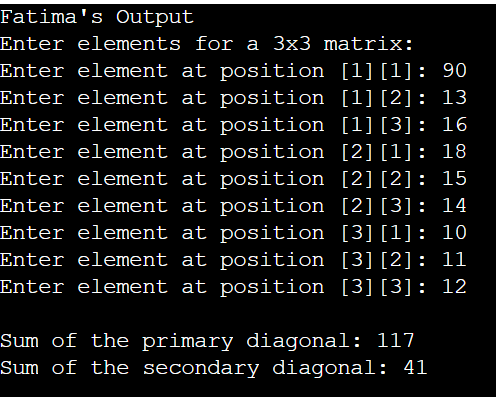 Fatima's Output
Enter elements for a 3x3 matrix:
Enter element at position [1][1]: 90
Enter element at position [1][2]: 13
Enter element at position [1][3]: 16
Enter element at position [2][1]: 18
Enter element at position [2][2]: 15
Enter element at position [2][3]: 14
Enter element at position [3][1]: 10
Enter element at position [3][2]: 11
Enter element at position [3][3]: 12
Sum of the primary diagonal: 117
Sum of the secondary diagonal: 41